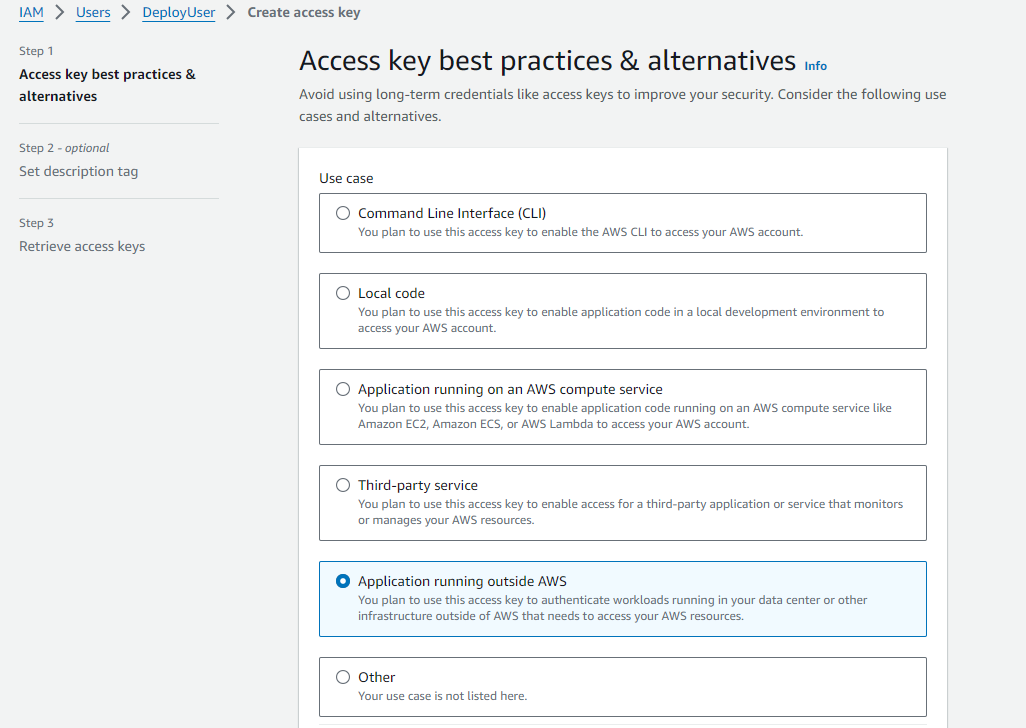 IAM > Users > DeployUser > Create access key
Step 1
Access key best practices &
alternatives
Step 2 - optional
Set description tag
Step 3
Retrieve access keys
Access key best practices & alternatives Info
Avoid using long-term credentials like access keys to improve your security. Consider the following use
cases and alternatives.
Use case
Command Line Interface (CLI)
You plan to use this access key to enable the AWS CLI to access your AWS account.
Local code
You plan to use this access key to enable application code in a local development environment to
access your AWS account.
Application running on an AWS compute service
You plan to use this access key to enable application code running on an AWS compute service like
Amazon EC2, Amazon ECS, or AWS Lambda to access your AWS account.
Third-party service
You plan to use this access key to enable access for a third-party application or service that monitors
or manages your AWS resources.
Application running outside AWS
You plan to use this access key to authenticate workloads running in your data center or other
infrastructure outside of AWS that needs to access your AWS resources.
Other
Your use case is not listed here.